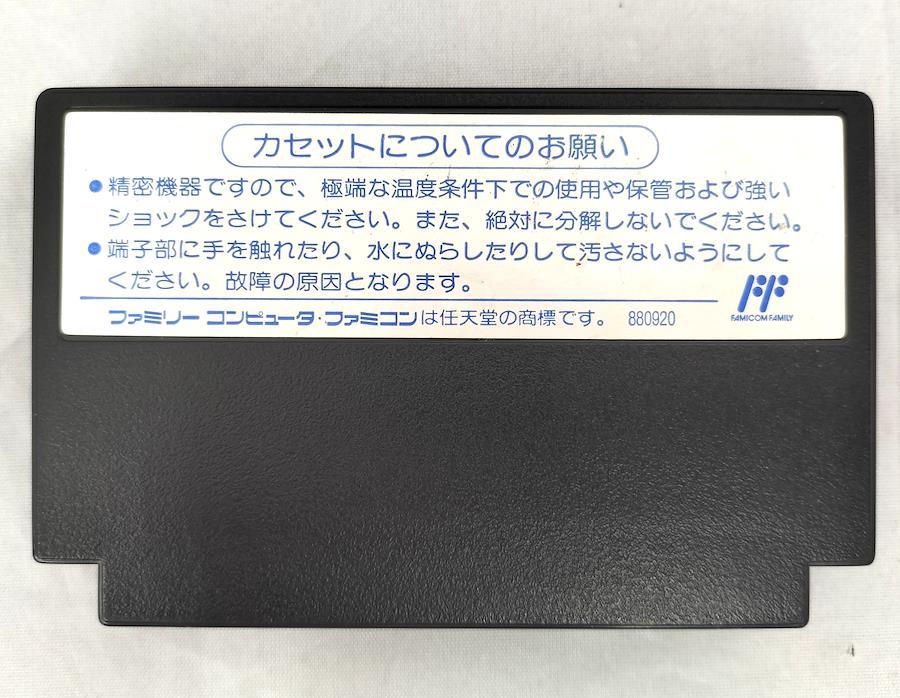 カセットについてのお願い
●精密機器ですので、極端な温度条件下での使用や保管および強い
ショックをさけてください。また、絶対に分解しないでください。
●端子部に手を触れたり、水にぬらしたりして汚さないようにして
ください。故障の原因となります。
ファミリーコンピュータ・ファミコンは任天堂の商標です。 880920
FAMICOM FAMILY